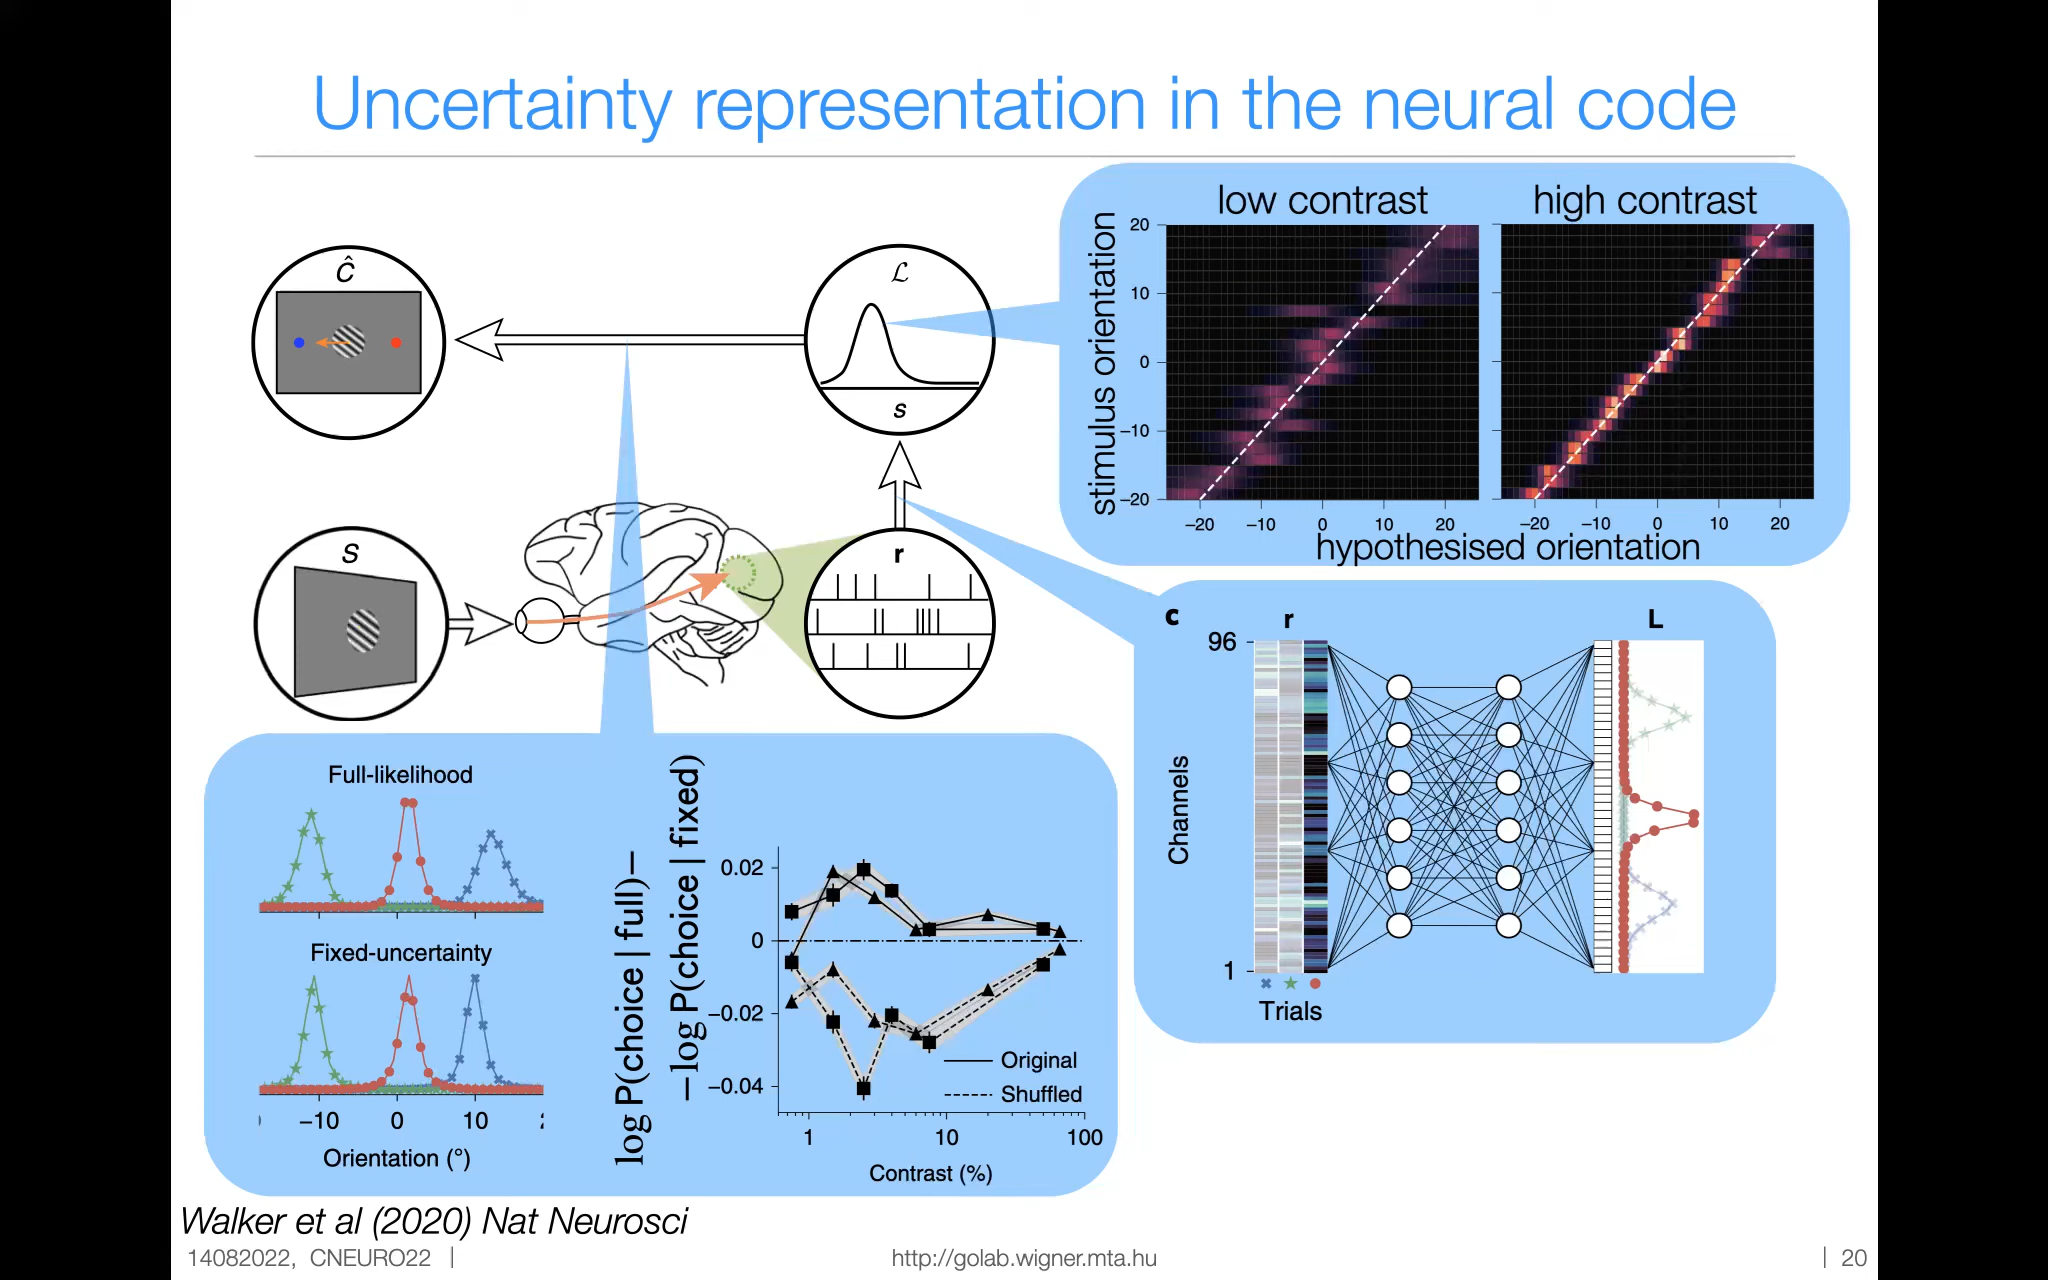 Uncertainty representation in the neural code
low contrast high contrast
stimulus orientation
20
10
0
−10
−20
−20 −10 0 10 20
−20 −10 0 10 20
hypothesised orientation
ĉ
ℒ
s
S
r
c r L
96
1
Channels
Trials
Full-likelihood
Fixed-uncertainty
−10 0 10
Orientation (°)
log P(choice | full)−
−log P(choice | fixed)
0.02
0
−0.02
−0.04
Original
Shuffled
1 10 100
Contrast (%)
Walker et al (2020) Nat Neurosci
14082022, CNEURO22 | http://golab.wigner.mta.hu | 20